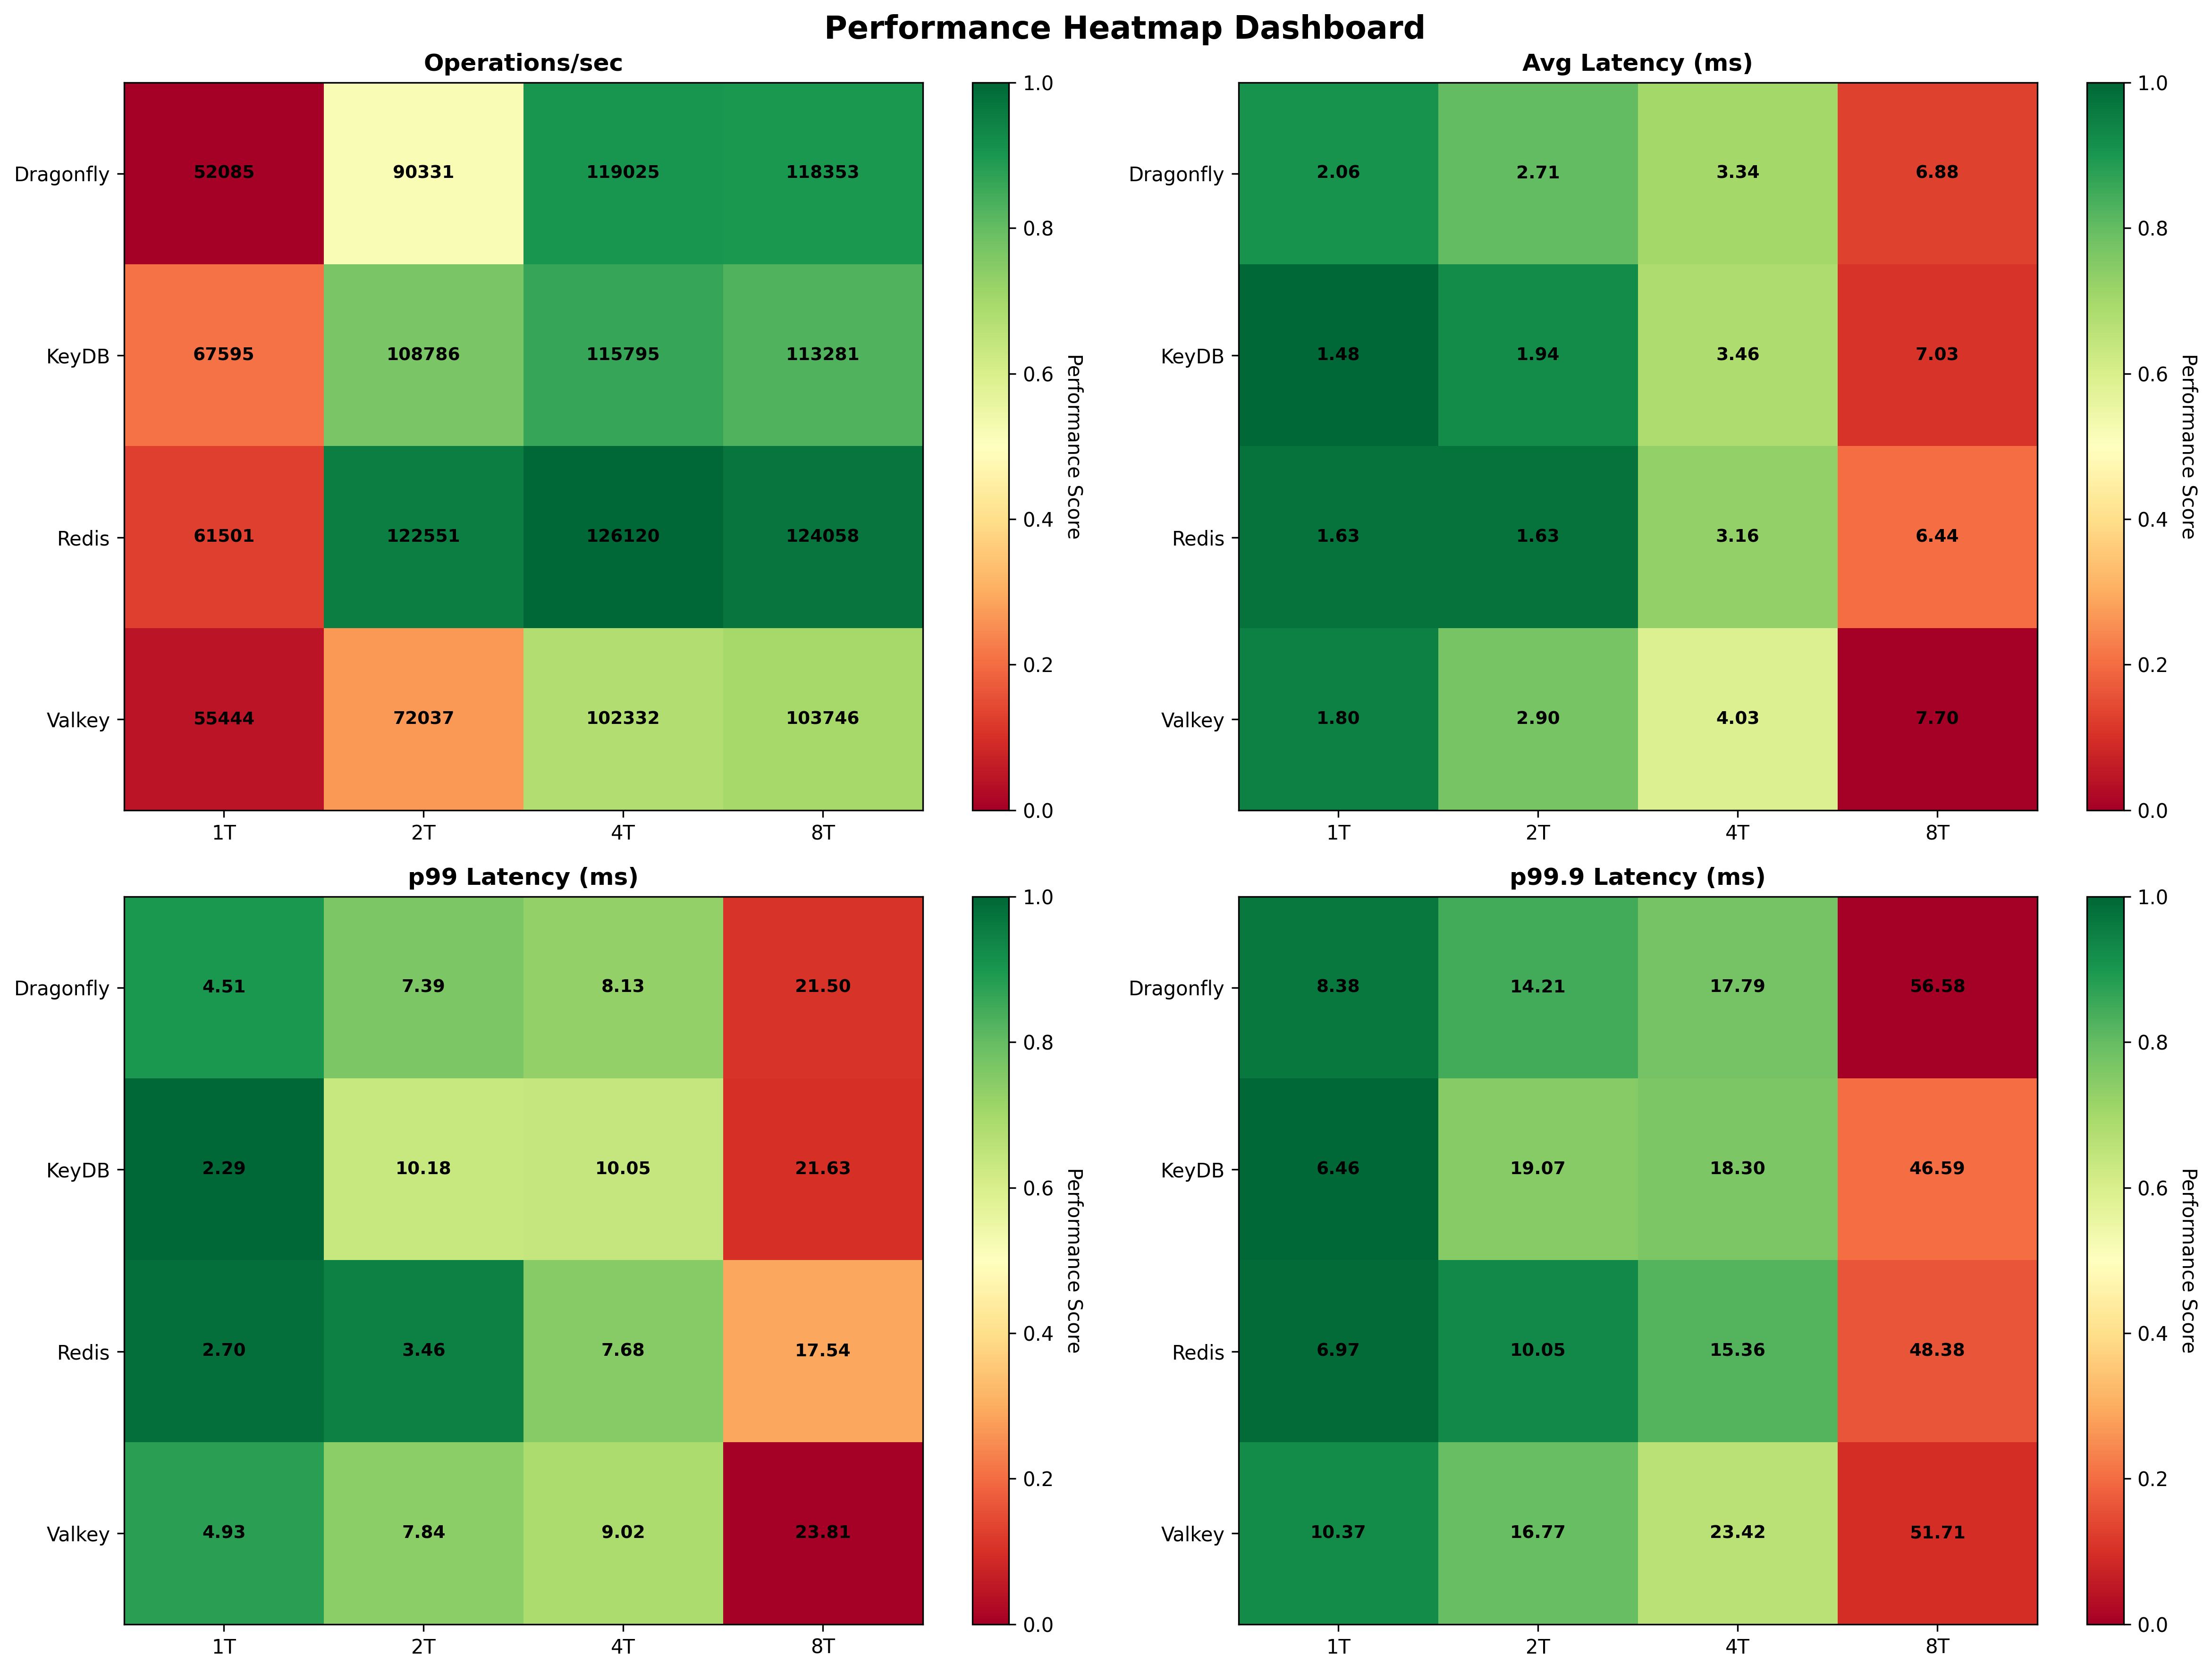 Performance Heatmap Dashboard
Operations/sec
Dragonfly 52085 90331 119025 118353
KeyDB 67595 108786 115795 113281
Redis 61501 122551 126120 124058
Valkey 55444 72037 102332 103746
1T 2T 4T 8T
1.0
0.8
0.6
0.4
0.2
0.0
Performance Score
Avg Latency (ms)
Dragonfly 2.06 2.71 3.34 6.88
KeyDB 1.48 1.94 3.46 7.03
Redis 1.63 1.63 3.16 6.44
Valkey 1.80 2.90 4.03 7.70
1T 2T 4T 8T
1.0
0.8
0.6
0.4
0.2
0.0
Performance Score
p99 Latency (ms)
Dragonfly 4.51 7.39 8.13 21.50
KeyDB 2.29 10.18 10.05 21.63
Redis 2.70 3.46 7.68 17.54
Valkey 4.93 7.84 9.02 23.81
1T 2T 4T 8T
1.0
0.8
0.6
0.4
0.2
0.0
Performance Score
p99.9 Latency (ms)
Dragonfly 8.38 14.21 17.79 56.58
KeyDB 6.46 19.07 18.30 46.59
Redis 6.97 10.05 15.36 48.38
Valkey 10.37 16.77 23.42 51.71
1T 2T 4T 8T
1.0
0.8
0.6
0.4
0.2
0.0
Performance Score